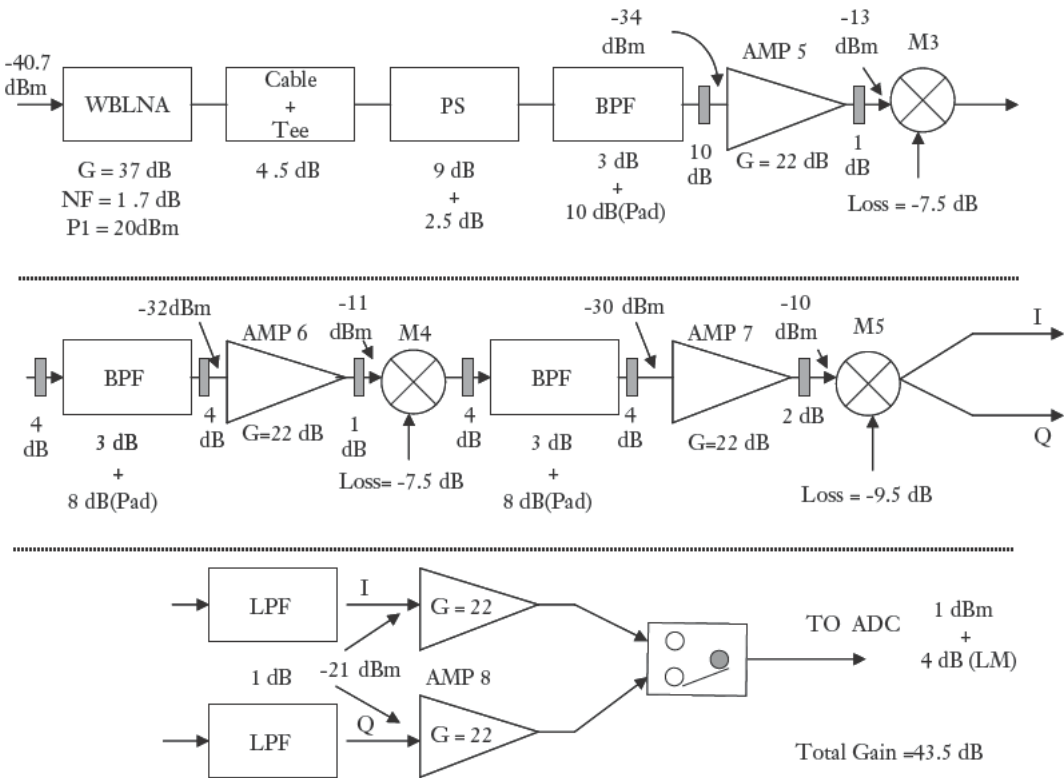 -40.7
dBm
WBLNA
G = 37 dB
NF = 1 .7 dB
P1 = 20dBm
Cable
+
Tee
4 .5 dB
PS
9 dB
+
2.5 dB
BPF
3 dB
+
10 dB(Pad)
-34
dBm
10
dB
AMP 5
G = 22 dB
-13
dBm
1
dB
M3
Loss = -7.5 dB
4
dB
BPF
3 dB
+
8 dB(Pad)
-32dBm
4
dB
AMP 6
G=22 dB
-11
dBm
1
dB
M4
Loss= -7.5 dB
4
dB
BPF
3 dB
+
8 dB(Pad)
-30 dBm
4
dB
AMP 7
G=22 dB
-10
dBm
2 dB
M5
Loss = -9.5 dB
I
Q
LPF
I
G = 22
1 dB
-21 dBm
AMP 8
LPF
Q
G = 22
TO ADC
1 dBm
+
4 dB (LM)
Total Gain =43.5 dB